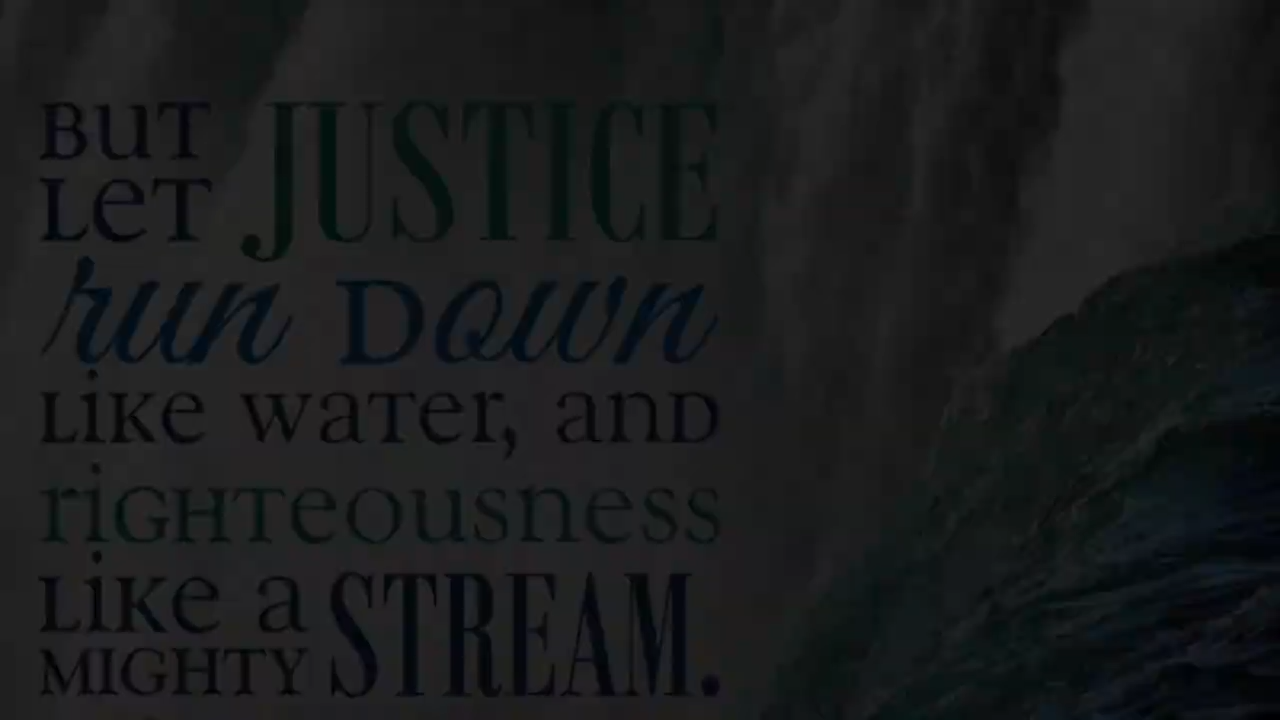 BUT
LET JUSTICE
run Down
Like water, and
righteousness
Like a
MIGHTY STREAM.